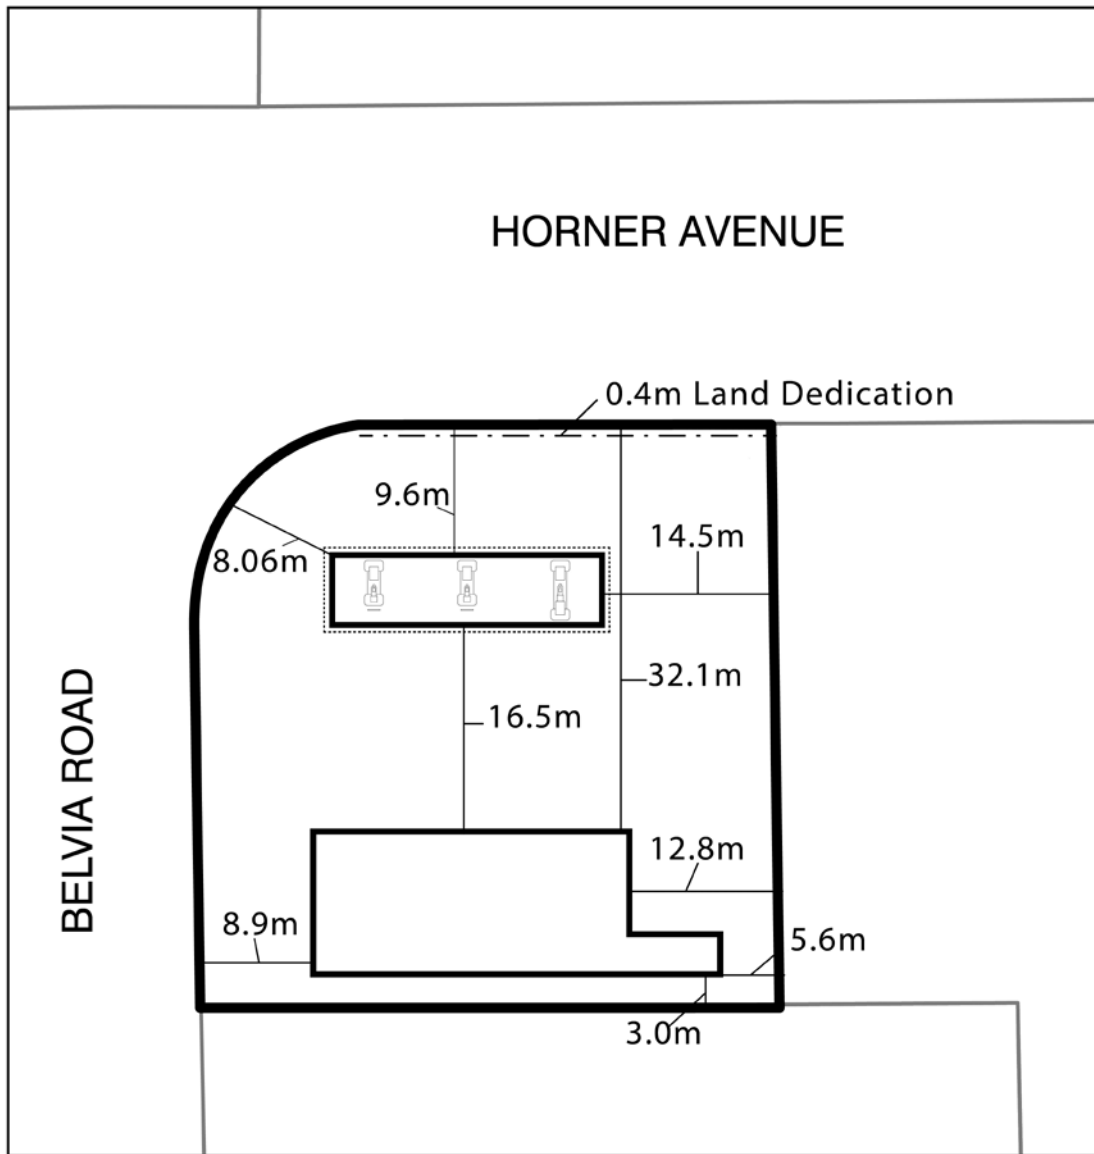 HORNER AVENUE
0.4m Land Dedication
9.6m
14.5m
8.06m
32.1m
16.5m
BELVIA ROAD
12.8m
8.9m
5.6m
3.0m